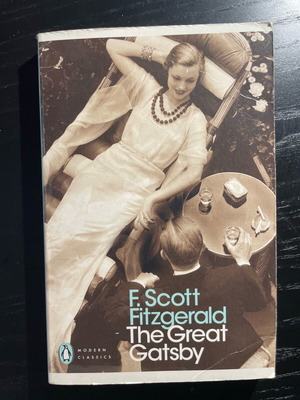 F. Scott
Fitzgerald
The Great
Gatsby
MODERN
CLASSICS